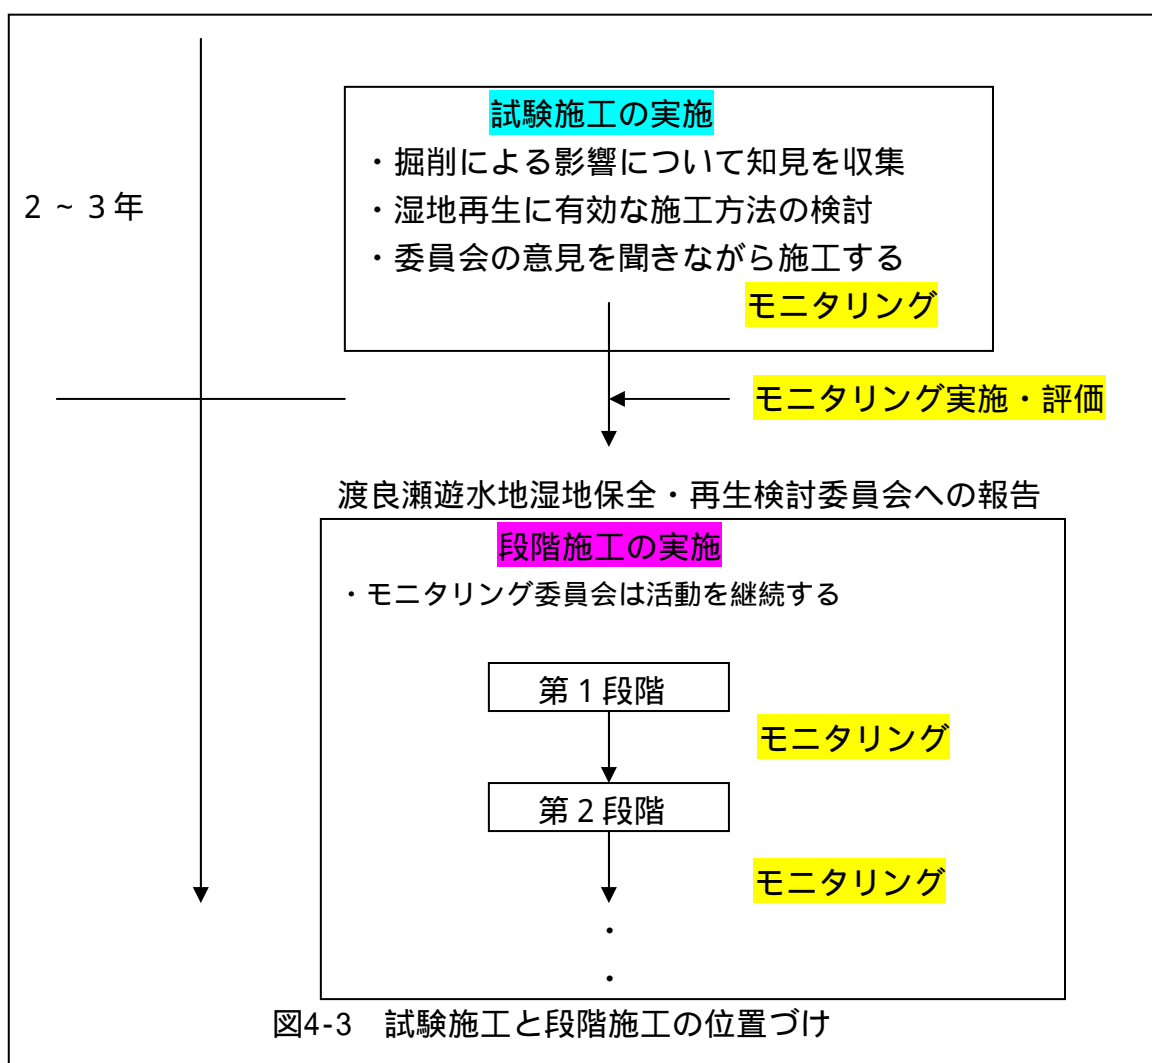 試験施工の実施
・掘削による影響について知見を収集
2 ~ 3年
・湿地再生に有効な施工方法の検討
・委員会の意見を聞きながら施工する
モニタリング
モニタリング実施・評価
渡良瀬遊水地湿地保全・再生検討委員会への報告
段階施工の実施
・モニタリング委員会は活動を継続する
第1段階
モニタリング
第2段階
モニタリング
・
・
図4-3 試験施工と段階施工の位置づけ